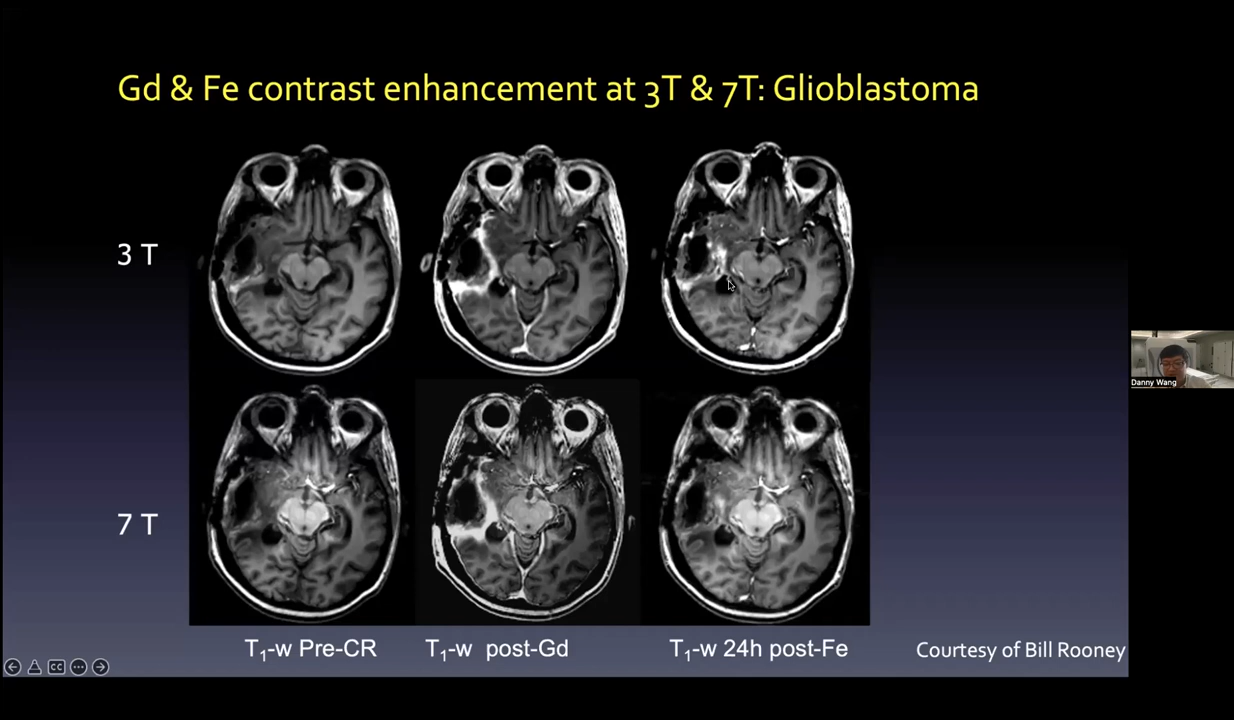 Gd & Fe contrast enhancement at 3T & 7T: Glioblastoma
3 T
Danny Wang
7 T
T₁-w Pre-CR
T₁-w post-Gd
T₁-w 24h post-Fe
Courtesy of Bill Rooney
CC